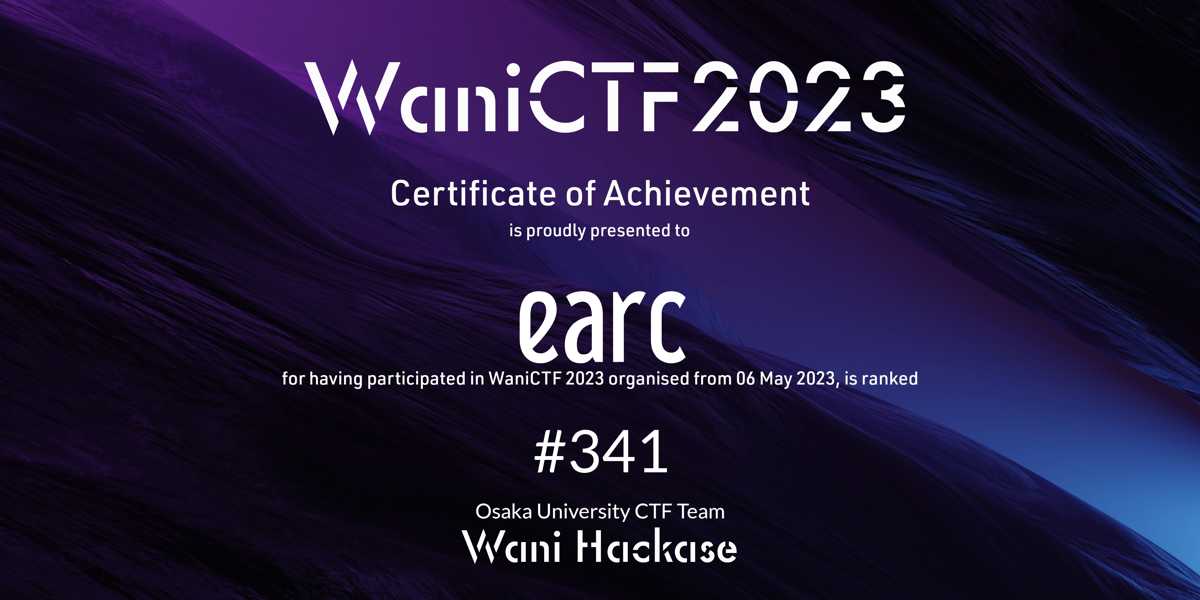 WaniCTF2023
Certificate of Achievement
is proudly presented to
earc
for having participated in WaniCTF 2023 organised from 06 May 2023, is ranked
#341
Osaka University CTF Team
Wani Hackase